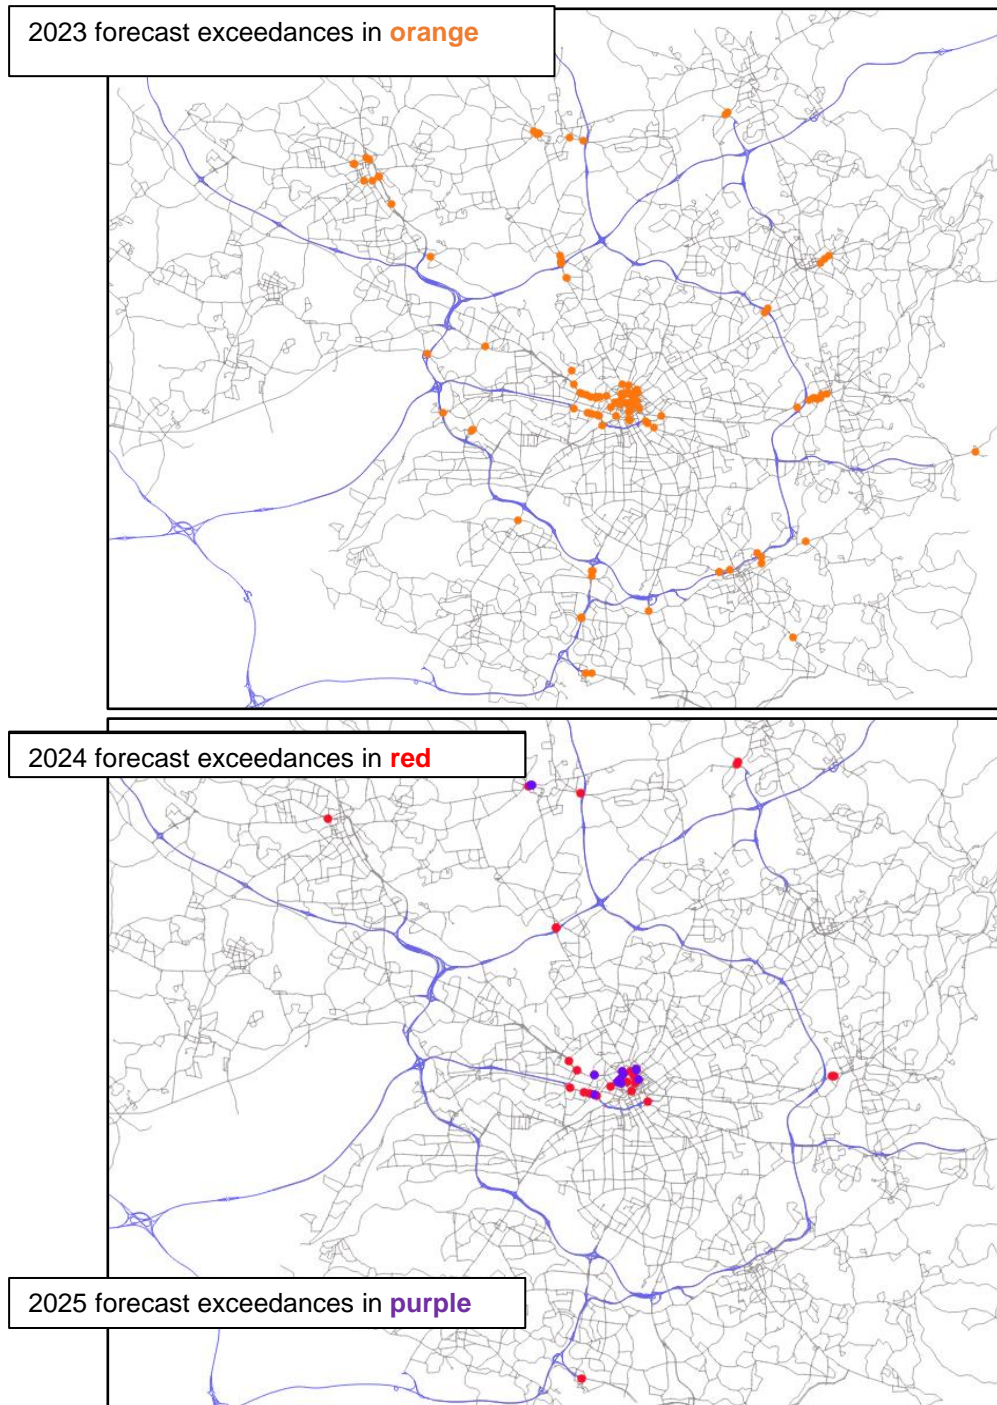 2023 forecast exceedances in orange
2024 forecast exceedances in red
2025 forecast exceedances in purple